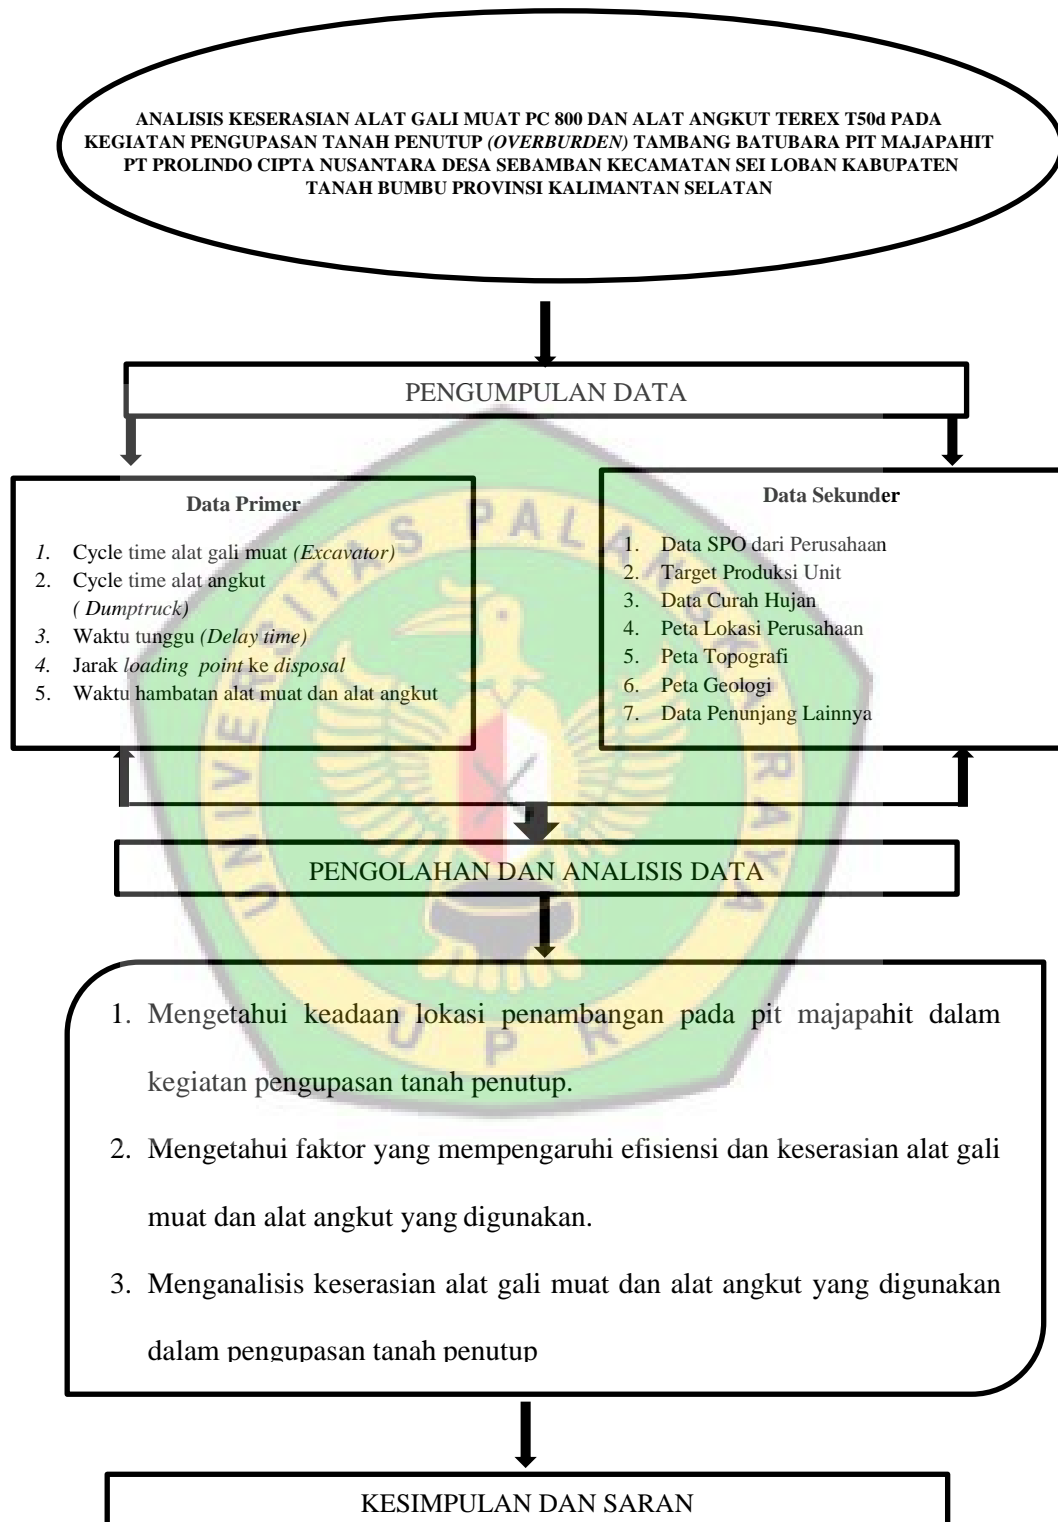 ANALISIS KESERASIAN ALAT GALI MUAT PC 800 DAN ALAT ANGKUT TEREX T50d PADA
KEGIATAN PENGUPASAN TANAH PENUTUP (OVERBURDEN) TAMBANG BATUBARA PIT MAJAPAHIT
PT PROLINDO CIPTA NUSANTARA DESA SEBAMBAN KECAMATAN SEI LOBAN KABUPATEN
TANAH BUMBU PROVINSI KALIMANTAN SELATAN
PENGUMPULAN DATA
Data Primer
1. Cycle time alat gali muat (Excavator)
2. Cycle time alat angkut
( Dumptruck)
3. Waktu tunggu (Delay time)
4. Jarak loading point ke disposal
5. Waktu hambatan alat muat dan alat angkut
Data Sekunder
1. Data SPO dari Perusahaan
2. Target Produksi Unit
3. Data Curah Hujan
4. Peta Lokasi Perusahaan
5. Peta Topografi
6. Peta Geologi
7. Data Penunjang Lainnya
UNIVERSITAS PALANGKA RAYA
PENGOLAHAN DAN ANALISIS DATA
1. Mengetahui keadaan lokasi penambangan pada pit majapahit dalam
kegiatan pengupasan tanah penutup.
UPR
2. Mengetahui faktor yang mempengaruhi efisiensi dan keserasian alat gali
muat dan alat angkut yang digunakan.
3. Menganalisis keserasian alat gali muat dan alat angkut yang digunakan
dalam pengupasan tanah penutup
KESIMPULAN DAN SARAN